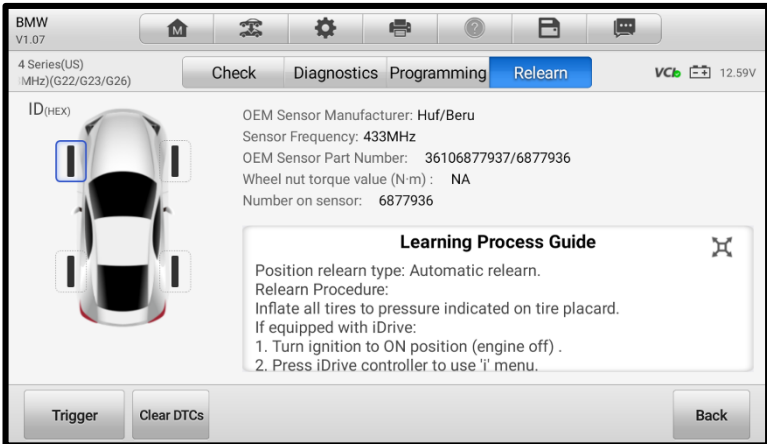 BMW
V1.07
M
4 Series(US)
MHz)(G22/G23/G26)
Check Diagnostics Programming Relearn
VCI 12.59V
ID(HEX)
OEM Sensor Manufacturer: Huf/Beru
Sensor Frequency: 433MHz
OEM Sensor Part Number: 36106877937/6877936
Wheel nut torque value (N·m) : NA
Number on sensor: 6877936
Learning Process Guide
Position relearn type: Automatic relearn.
Relearn Procedure:
Inflate all tires to pressure indicated on tire placard.
If equipped with iDrive:
1. Turn ignition to ON position (engine off) .
2. Press iDrive controller to use 'i' menu.
Trigger Clear DTCs Back